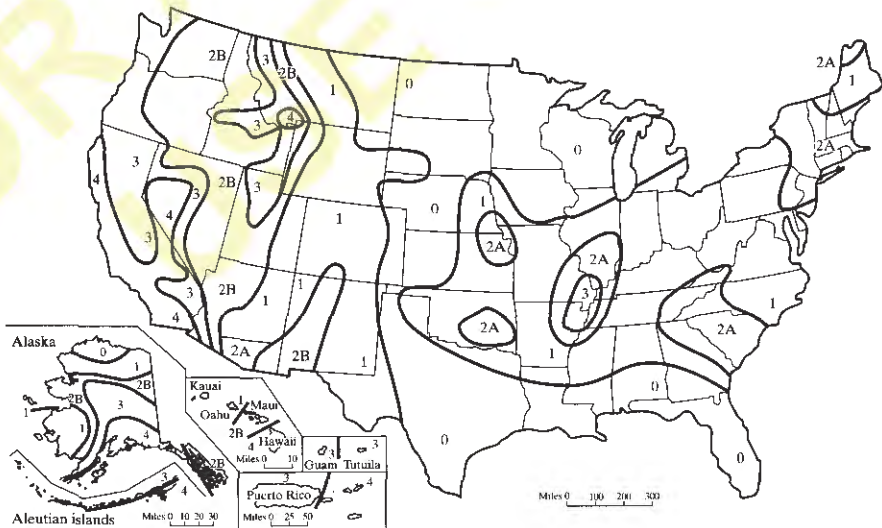 2B
3
2B
1
0
2A
1
2A
3
4
0
4
3
3
2B
3
4
3
1
0
1
2A
2A
3
3
4
2B
1
1
2A
1
1
2A
2B
1
2A
0
0
0
Alaska
0
1
2B
2B
3
1
1
4
2B
3
4
Aleutian islands
Miles 0 10 20 30
Kauai
1
Oahu
Maui
2B
4
Hawaii
Miles 0 10
3
3
Guam
Tutuila
3
4
Puerto Rico
Miles 0 25 50
Miles 0 100 200 300